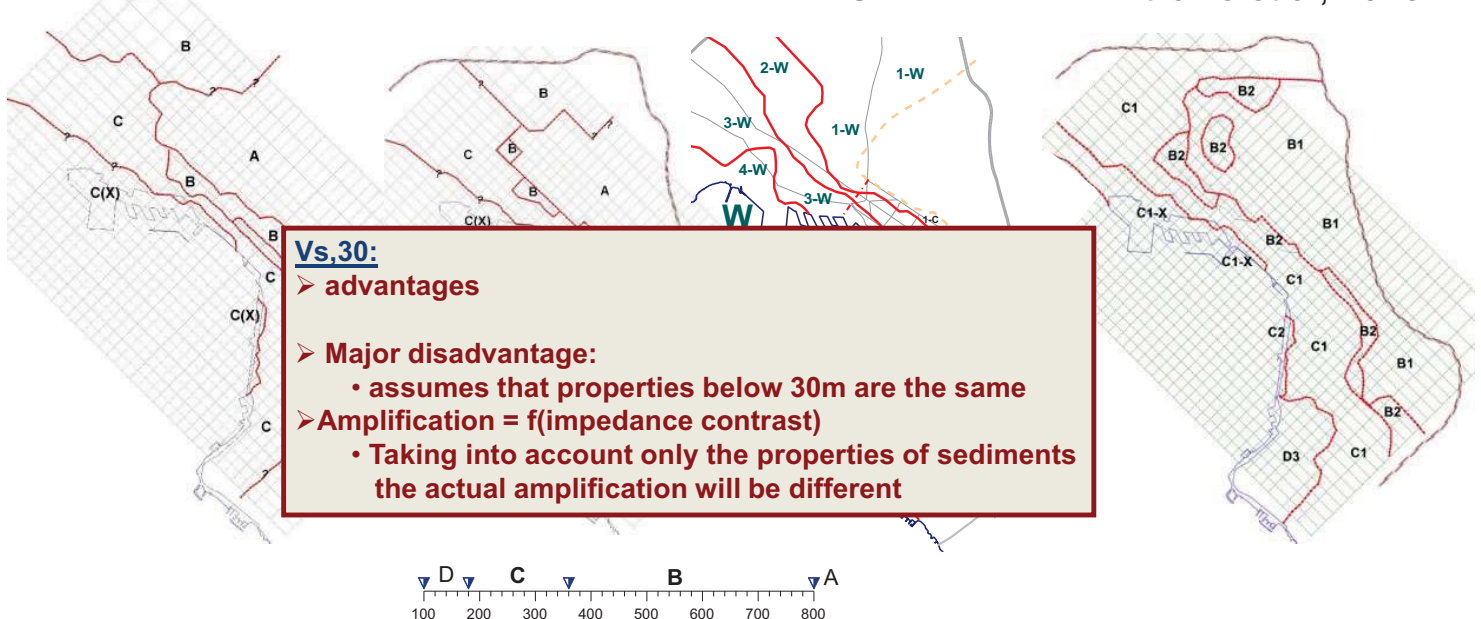 B
?
?
C
?
?
A
B
C(X)
B
C
C(X)
C
?
?
B
C
B
?
?
B
A
?
C(X)
2-W
1-W
3-W
1-W
4-W
3-W
W
1-C
C1
B2
B2
B2
B1
C1-X
B1
B2
C1-X
C1
C2
C1
B2
B1
B2
C1
D3
Vs,30:
➢ advantages
➢ Major disadvantage:
• assumes that properties below 30m are the same
➢Amplification = f(impedance contrast)
• Taking into account only the properties of sediments
the actual amplification will be different
D C B A
100 200 300 400 500 600 700 800